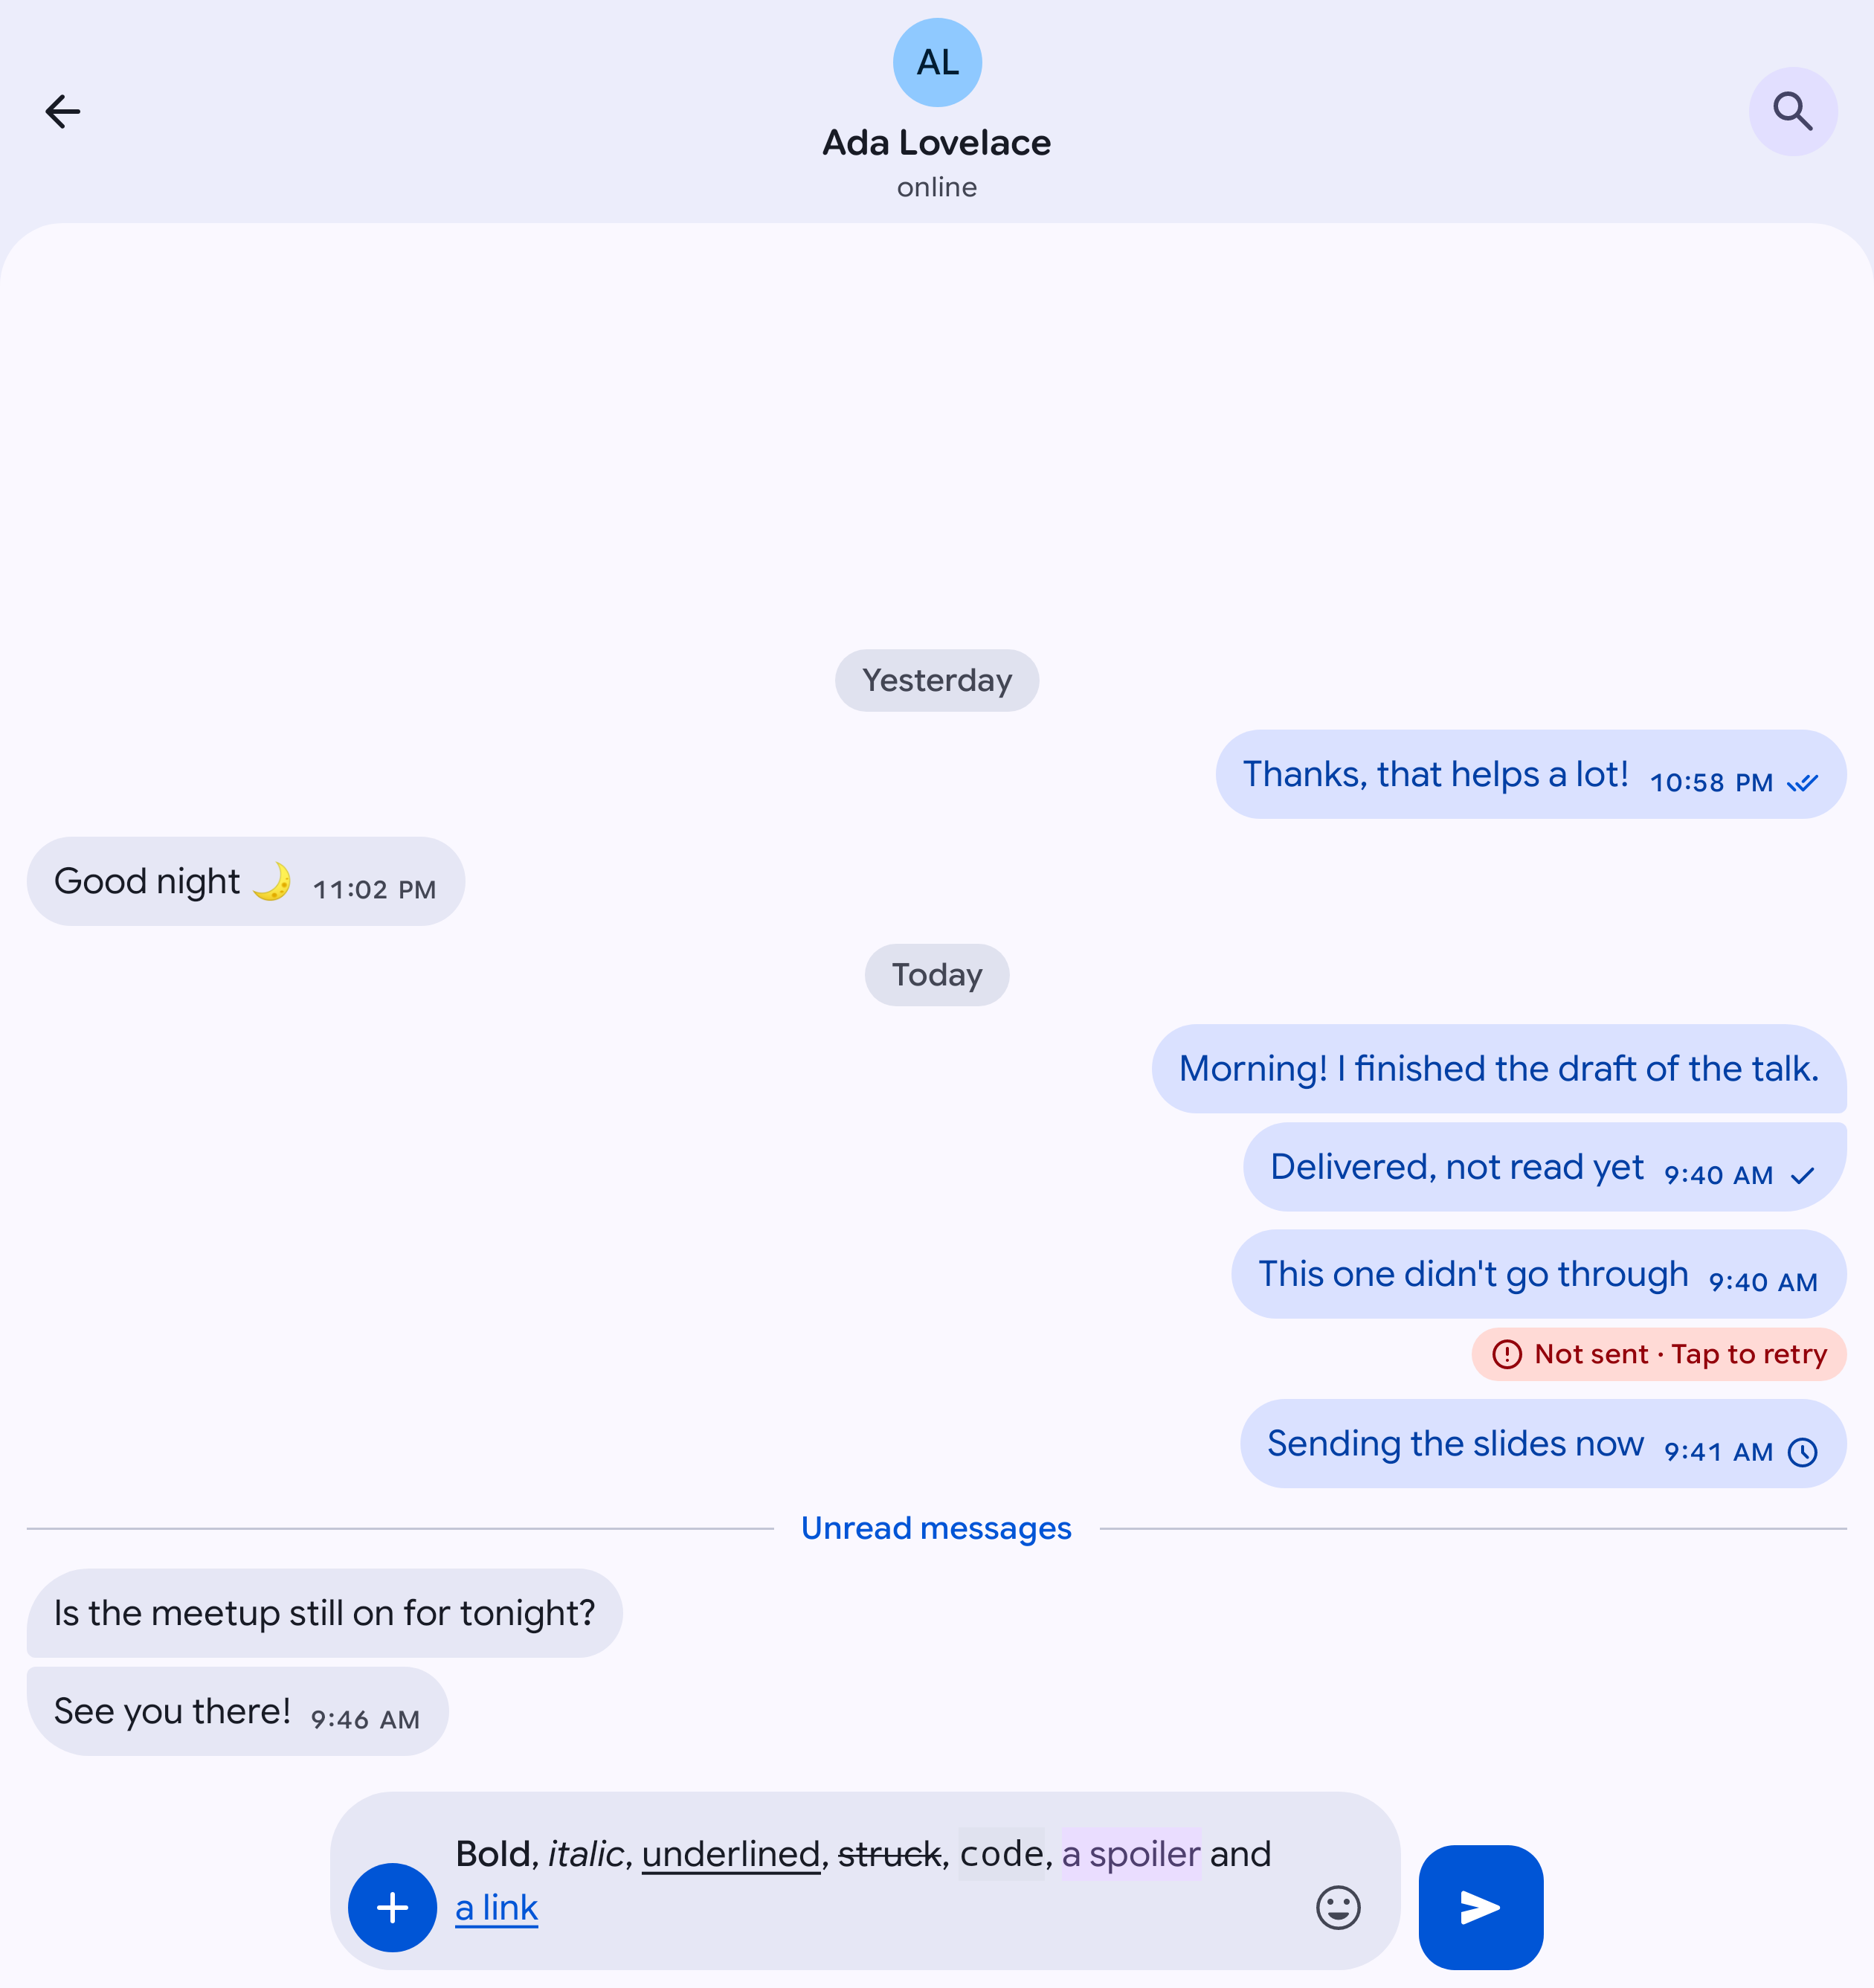 AL
Ada Lovelace
online
Yesterday
Thanks, that helps a lot! 10:58 PM
Good night 🌙 11:02 PM
Today
Morning! I finished the draft of the talk.
Delivered, not read yet 9:40 AM
This one didn't go through 9:40 AM
Not sent · Tap to retry
Sending the slides now 9:41 AM
Unread messages
Is the meetup still on for tonight?
See you there! 9:46 AM
Bold, italic, underlined, struck, code, a spoiler and
a link